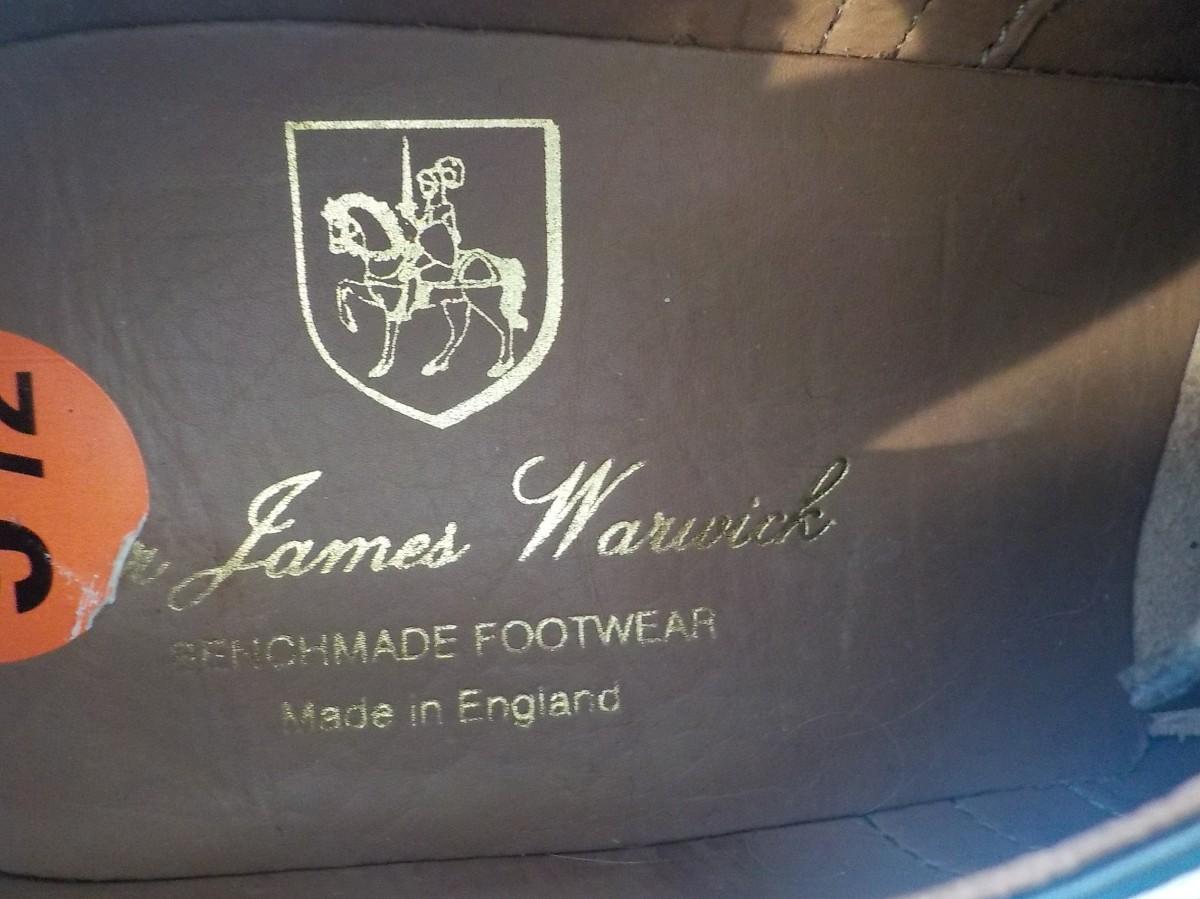 James Warwick
BENCHMADE FOOTWEAR
Made in England